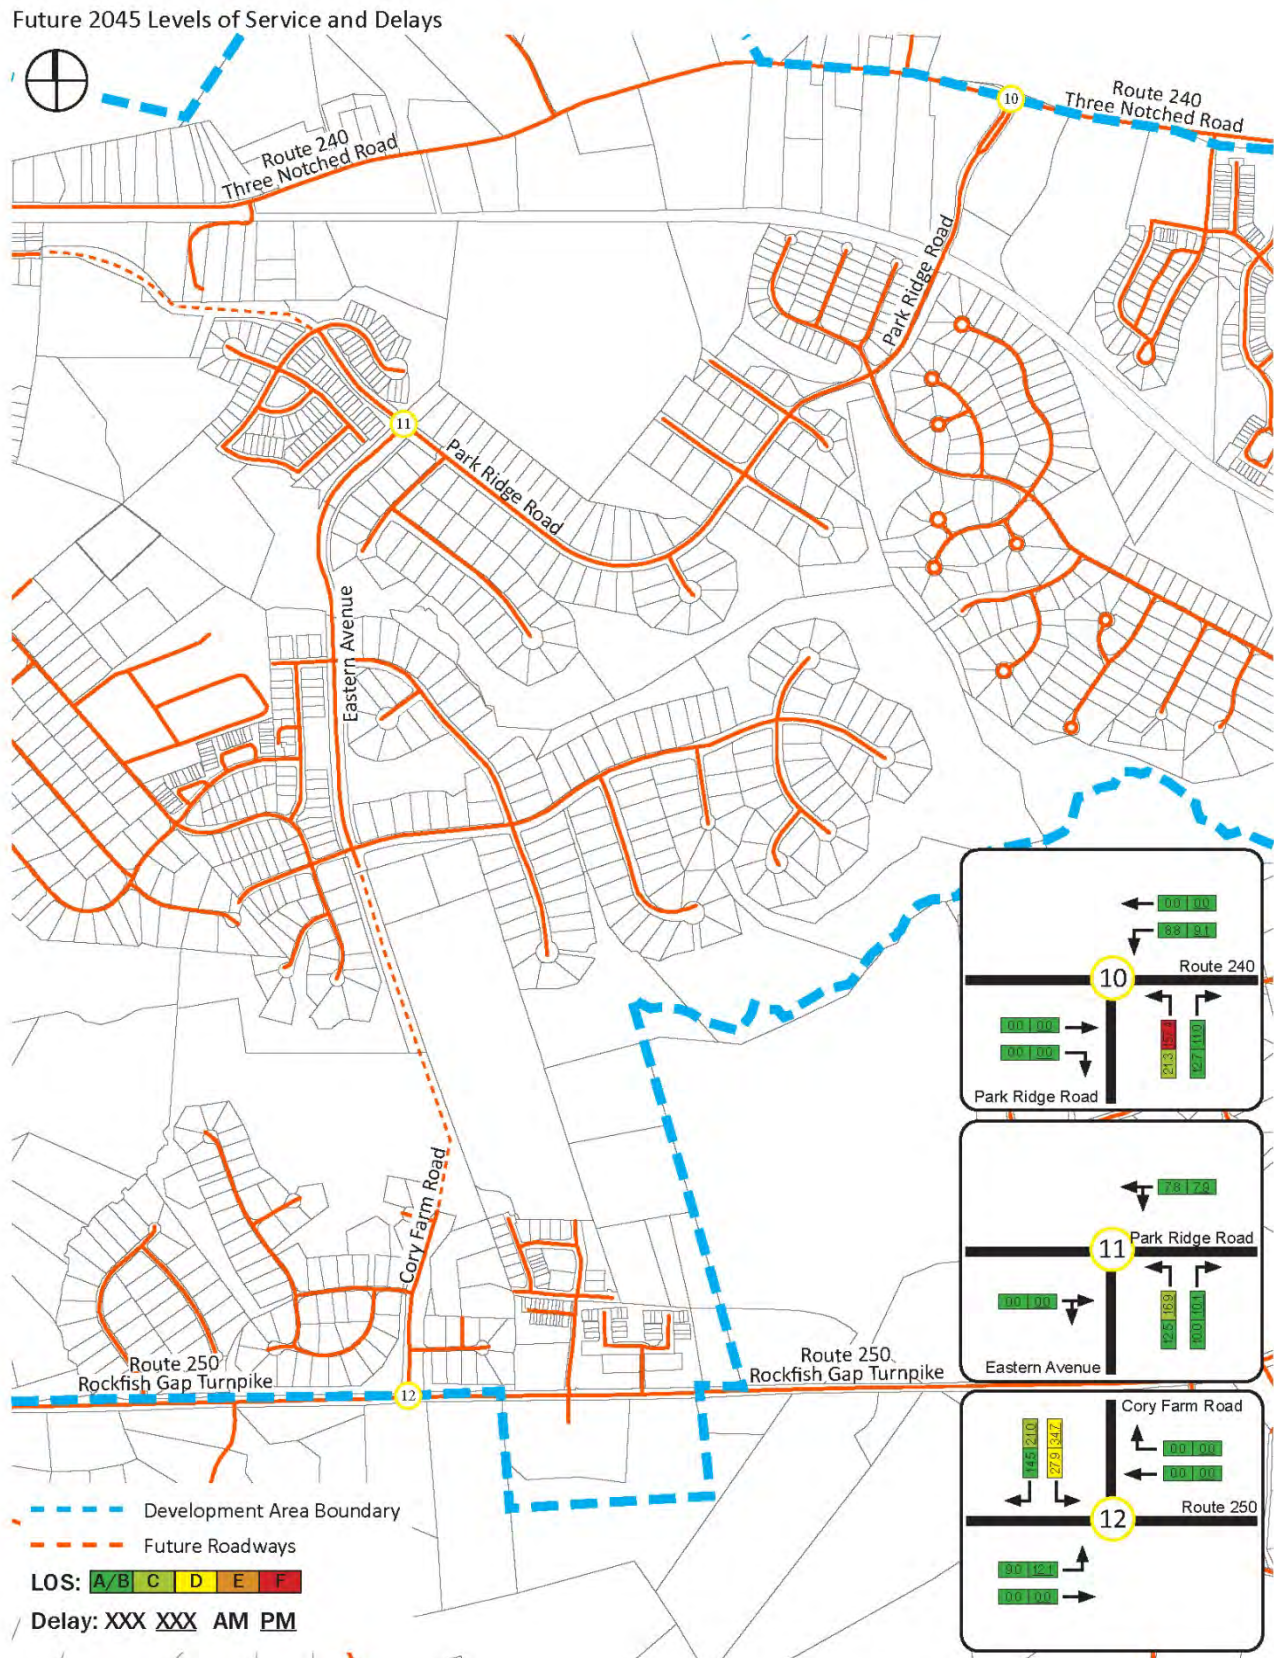 Future 2045 Levels of Service and Delays
Route 240
Three Notched Road
10
Route 240
Three Notched Road
Park Ridge Road
11
Park Ridge Road
Eastern Avenue
Cory Farm Road
Route 250
Rockfish Gap Turnpike
12
Route 250
Rockfish Gap Turnpike
0.0 0.0
8.8 9.1
Route 240
10
0.0 0.0
0.0 0.0
21.3
12.7 11.0
Park Ridge Road
7.8 7.9
Park Ridge Road
11
0.0 0.0
12.5 16.9
10.0 10.1
Eastern Avenue
Cory Farm Road
14.5 21.0
27.9 34.7
0.0 0.0
0.0 0.0
Route 250
12
9.0 12.1
0.0 0.0
Development Area Boundary
Future Roadways
LOS: A/B C D E F
Delay: XXX XXX AM PM